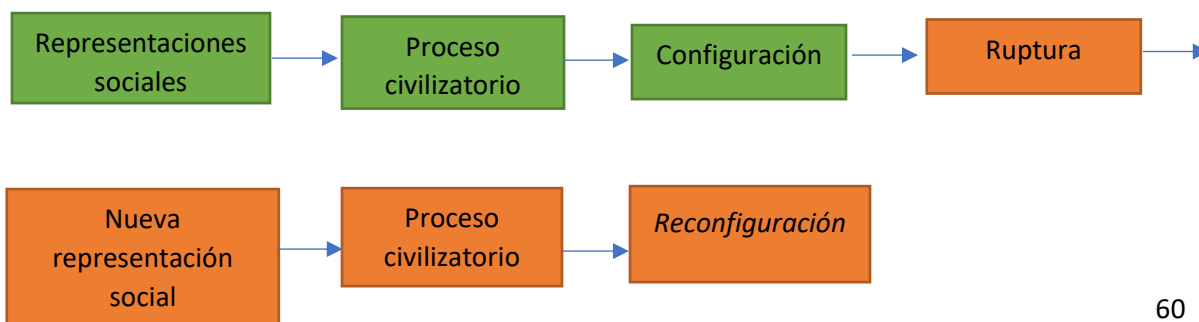 Representaciones
sociales
Proceso
civilizatorio
Configuración
Ruptura
Nueva
representación
social
Proceso
civilizatorio
Reconfiguración
60